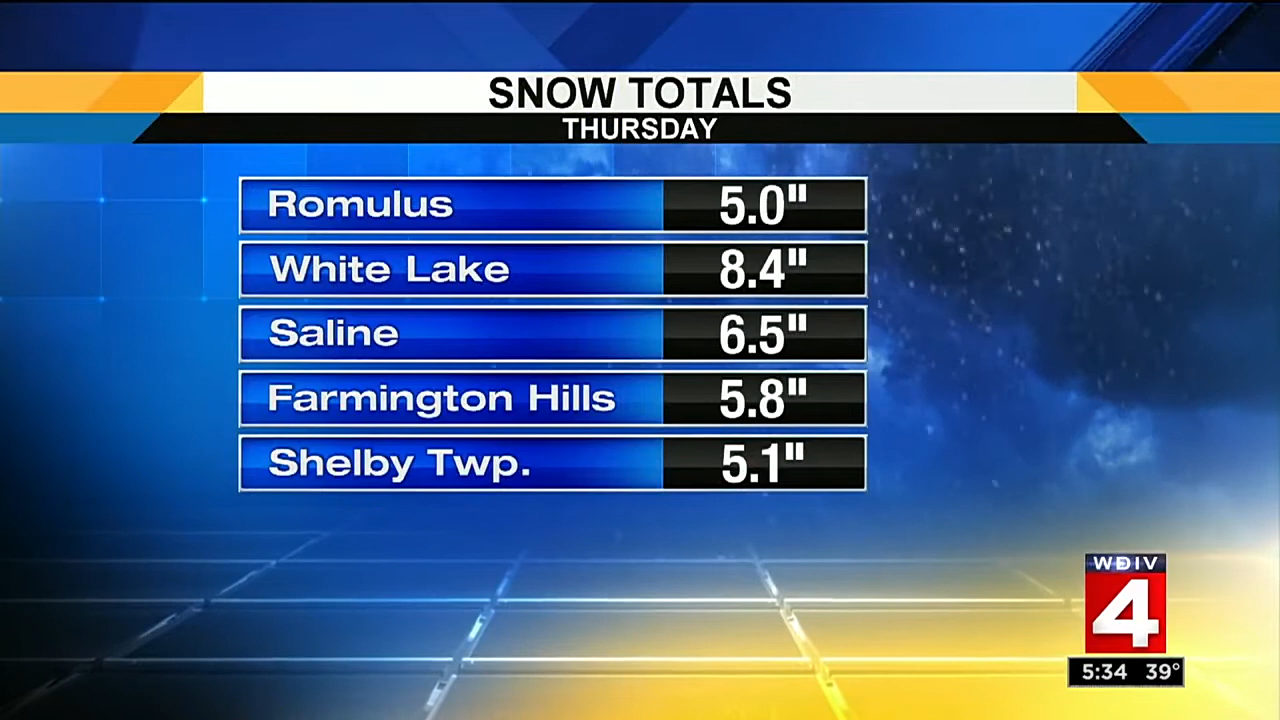 SNOW TOTALS
THURSDAY
Romulus 5.0"
White Lake 8.4"
Saline 6.5"
Farmington Hills 5.8"
Shelby Twp. 5.1"
WDIV
4
5:34 39°